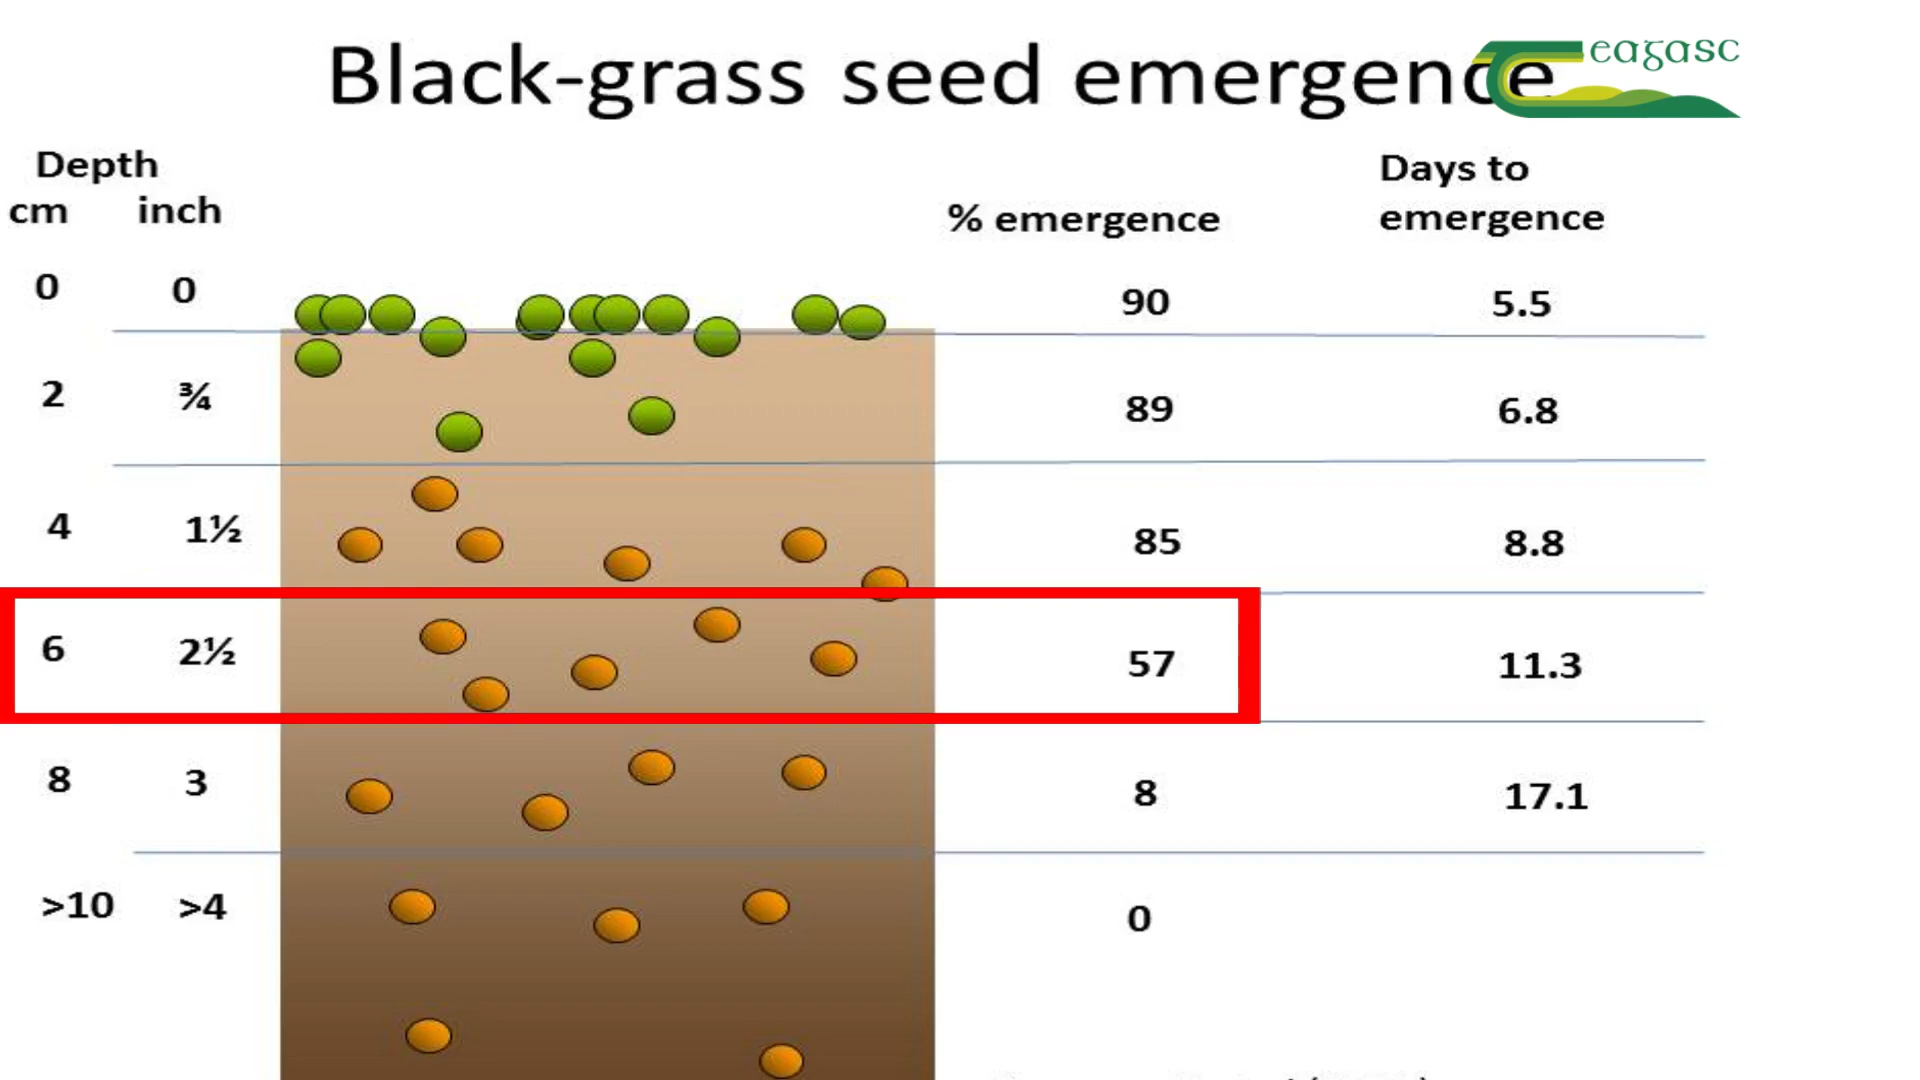 Black-grass seed emergence
eagasc
Depth
cm inch
% emergence
Days to
emergence
0 0 90 5.5
2 ¾ 89 6.8
4 1½ 85 8.8
6 2½ 57 11.3
8 3 8 17.1
>10 >4 0